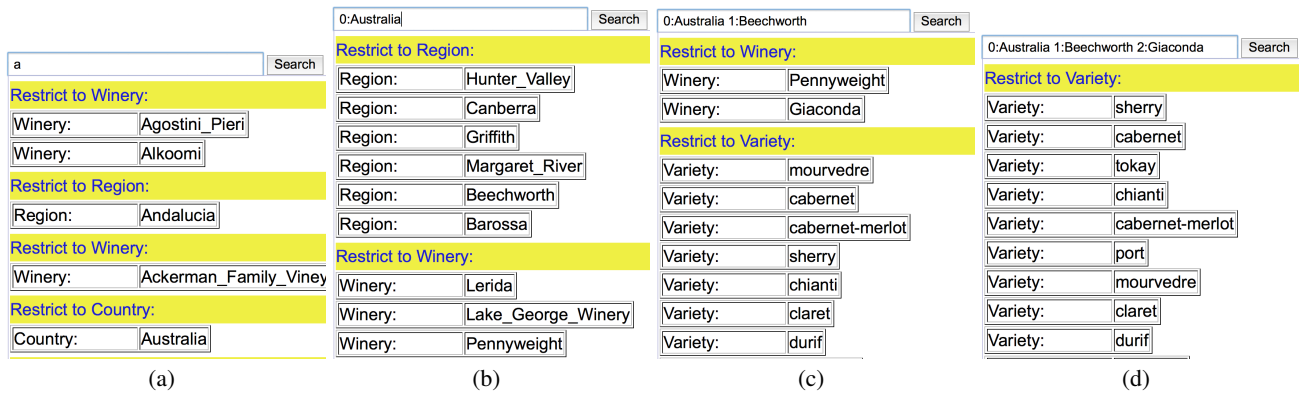 a
Search
Restrict to Winery:
Winery: Agostini_Pieri
Winery: Alkoomi
Restrict to Region:
Region: Andalucia
Restrict to Winery:
Winery: Ackerman_Family_Viney
Restrict to Country:
Country: Australia
(a)
0:Australia
Search
Restrict to Region:
Region: Hunter_Valley
Region: Canberra
Region: Griffith
Region: Margaret_River
Region: Beechworth
Region: Barossa
Restrict to Winery:
Winery: Lerida
Winery: Lake_George_Winery
Winery: Pennyweight
(b)
0:Australia 1:Beechworth
Search
Restrict to Winery:
Winery: Pennyweight
Winery: Giaconda
Restrict to Variety:
Variety: mourvedre
Variety: cabernet
Variety: cabernet-merlot
Variety: sherry
Variety: chianti
Variety: claret
Variety: durif
(c)
0:Australia 1:Beechworth 2:Giaconda
Search
Restrict to Variety:
Variety: sherry
Variety: cabernet
Variety: tokay
Variety: chianti
Variety: cabernet-merlot
Variety: port
Variety: mourvedre
Variety: claret
Variety: durif
(d)